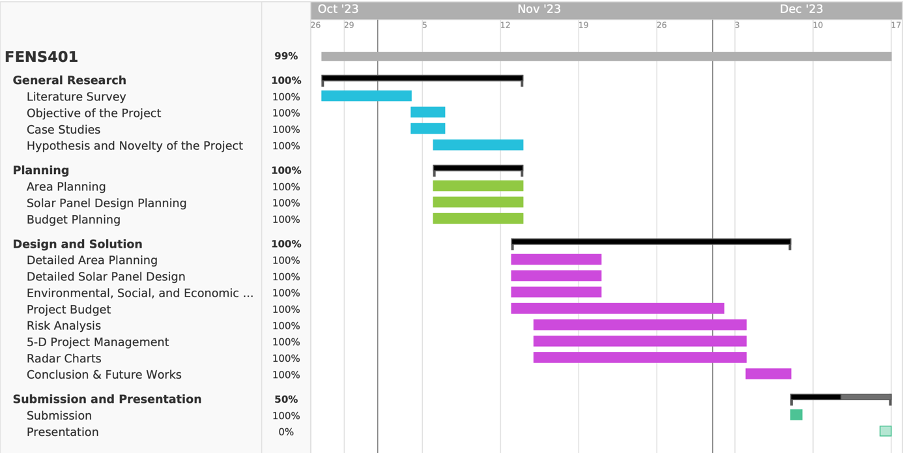 Oct '23 Nov '23 Dec '23
26 29 5 12 19 26 3 10 17
FENS401 99%
General Research 100%
Literature Survey 100%
Objective of the Project 100%
Case Studies 100%
Hypothesis and Novelty of the Project 100%
Planning 100%
Area Planning 100%
Solar Panel Design Planning 100%
Budget Planning 100%
Design and Solution 100%
Detailed Area Planning 100%
Detailed Solar Panel Design 100%
Environmental, Social, and Economic ... 100%
Project Budget 100%
Risk Analysis 100%
5-D Project Management 100%
Radar Charts 100%
Conclusion & Future Works 100%
Submission and Presentation 50%
Submission 100%
Presentation 0%